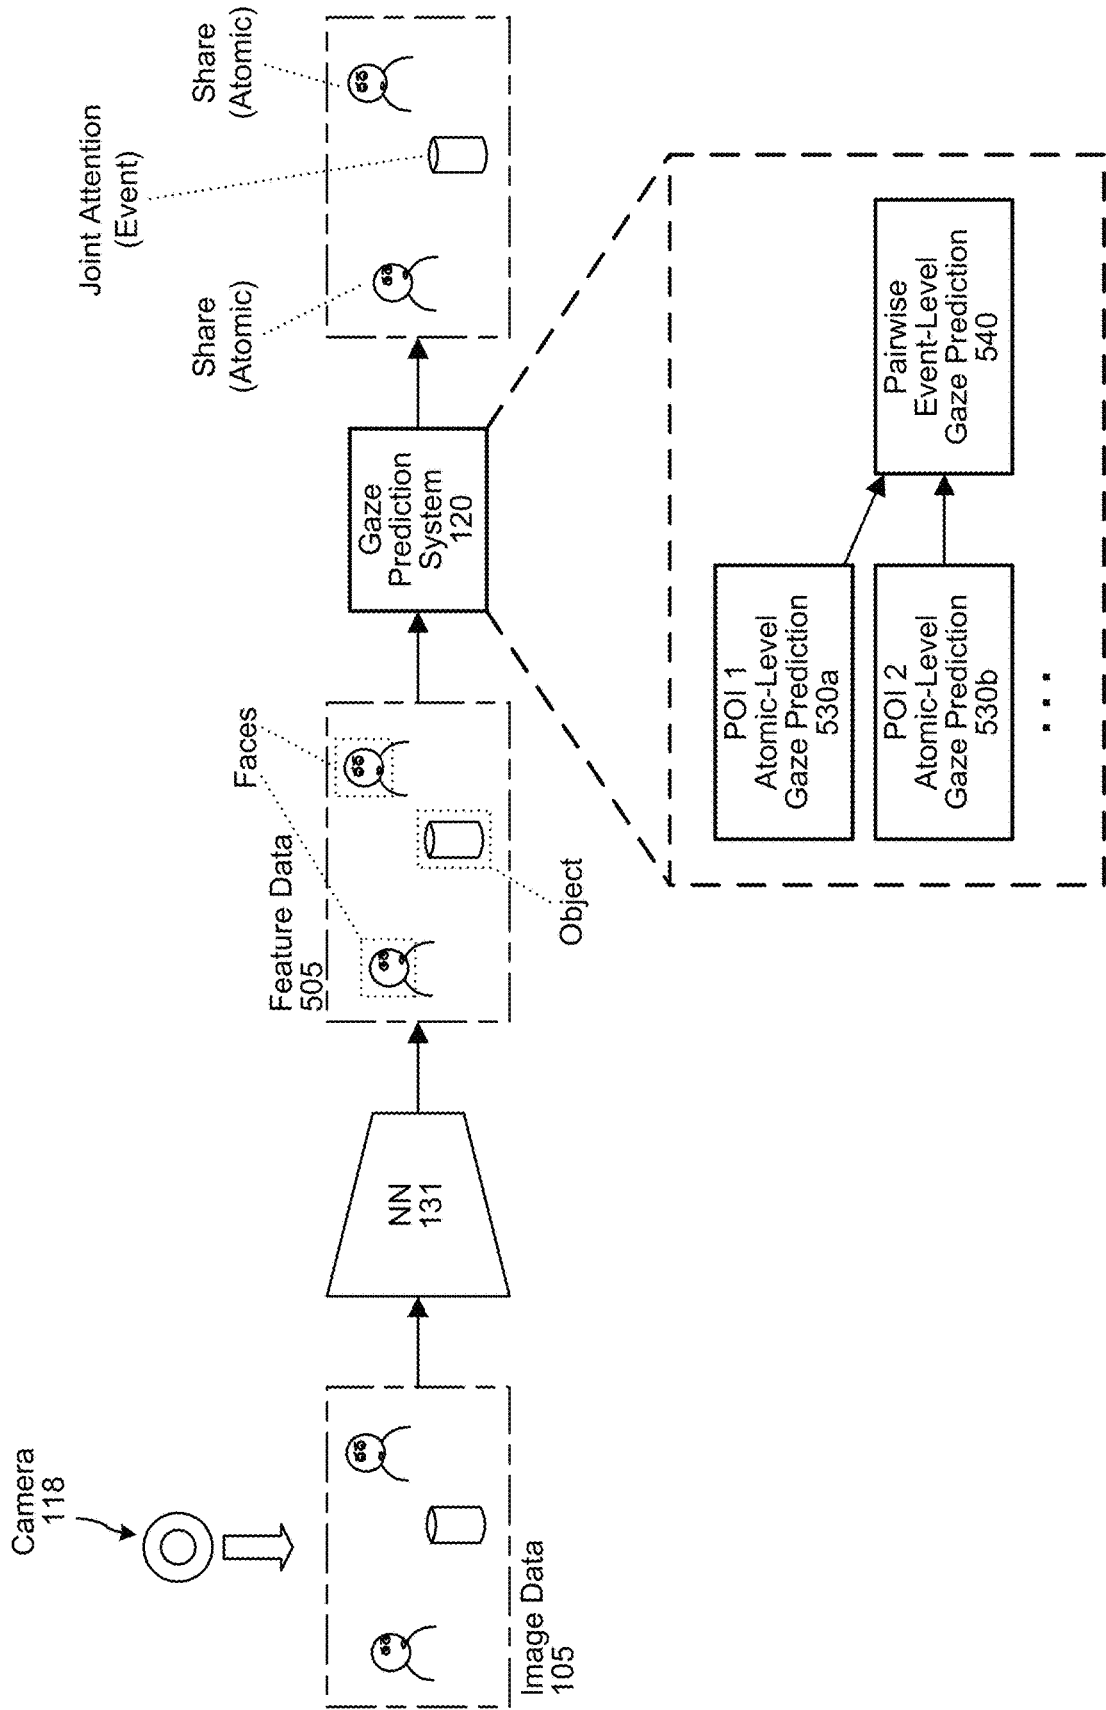 Camera
118
Image Data
105
NN
131
Feature Data
505
Faces
Object
Gaze
Prediction
System
120
Share
(Atomic)
Joint Attention
(Event)
Share
(Atomic)
POI 1
Atomic-Level
Gaze Prediction
530a
POI 2
Atomic-Level
Gaze Prediction
530b
Pairwise
Event-Level
Gaze Prediction
540